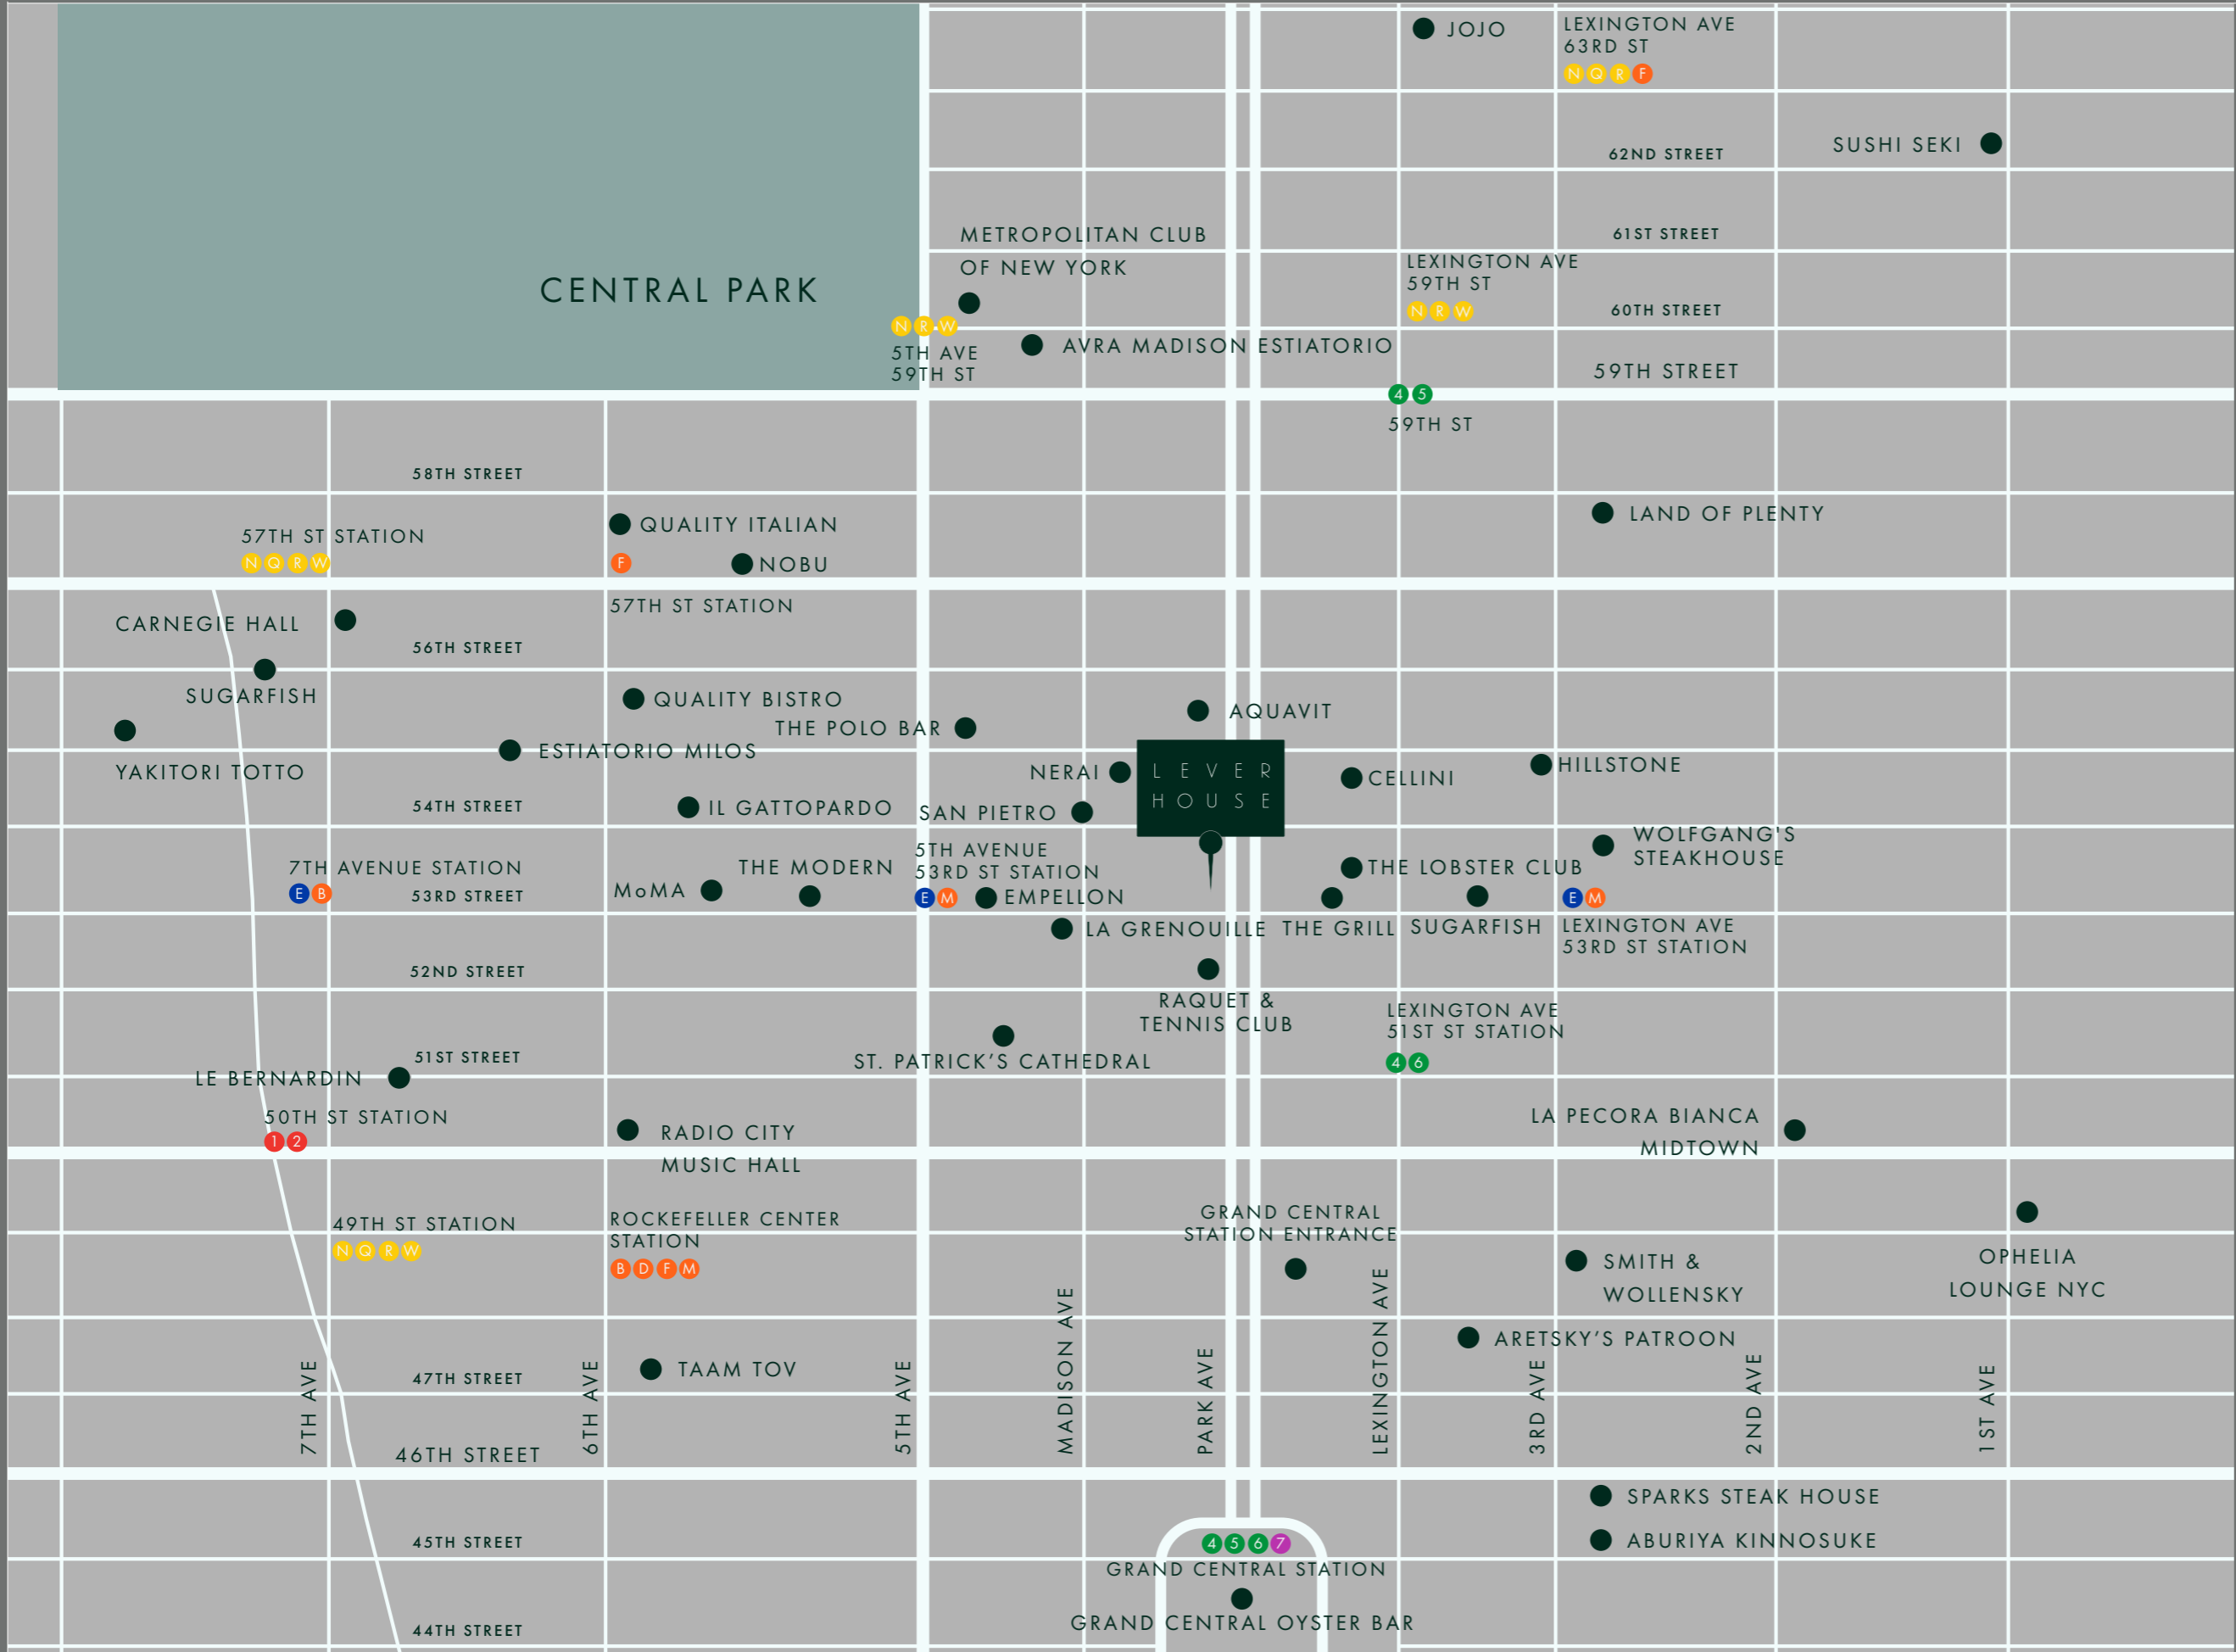 JOJO
LEXINGTON AVE
63RD ST
N Q R F
SUSHI SEKI
62ND STREET
METROPOLITAN CLUB
OF NEW YORK
61ST STREET
LEXINGTON AVE
59TH ST
N R W
CENTRAL PARK
60TH STREET
N R W
5TH AVE
59TH ST
AVRA MADISON ESTIATORIO
59TH STREET
4 5
59TH ST
58TH STREET
LAND OF PLENTY
QUALITY ITALIAN
57TH ST STATION
N Q R W
F
NOBU
57TH ST STATION
CARNEGIE HALL
56TH STREET
SUGARFISH
QUALITY BISTRO
AQUAVIT
THE POLO BAR
ESTIATORIO MILOS
YAKITORI TOTTO
NERAI
LEVER
HOUSE
CELLINI
HILLSTONE
54TH STREET
IL GATTOPARDO
SAN PIETRO
WOLFGANG'S
STEAKHOUSE
5TH AVENUE
53RD ST STATION
7TH AVENUE STATION
E B
53RD STREET
THE MODERN
MoMA
E M
EMPELLON
THE LOBSTER CLUB
E M
LA GRENOUILLE
THE GRILL
SUGARFISH
LEXINGTON AVE
53RD ST STATION
52ND STREET
RAQUET &
TENNIS CLUB
LEXINGTON AVE
51ST ST STATION
4 6
ST. PATRICK'S CATHEDRAL
51ST STREET
LE BERNARDIN
50TH ST STATION
1 2
RADIO CITY
MUSIC HALL
LA PECORA BIANCA
MIDTOWN
49TH ST STATION
N Q R W
ROCKEFELLER CENTER
STATION
B D F M
GRAND CENTRAL
STATION ENTRANCE
SMITH &
WOLLENSKY
OPHELIA
LOUNGE NYC
ARETSKY'S PATROON
TAAM TOV
47TH STREET
7TH AVE
6TH AVE
5TH AVE
MADISON AVE
PARK AVE
LEXINGTON AVE
3RD AVE
2ND AVE
1ST AVE
46TH STREET
SPARKS STEAK HOUSE
ABURIYA KINNOSUKE
45TH STREET
4 5 6 7
GRAND CENTRAL STATION
GRAND CENTRAL OYSTER BAR
44TH STREET